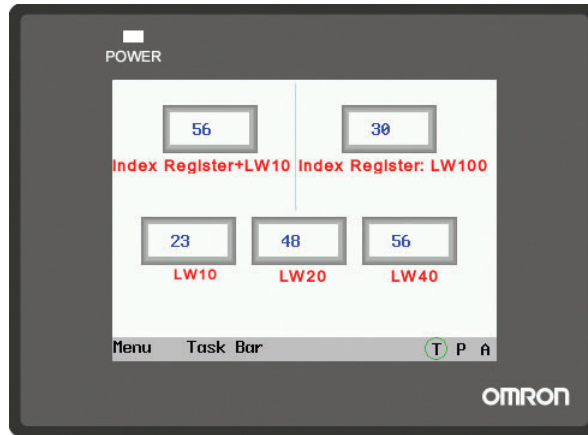 POWER
56
30
Index Register+LW10
Index Register: LW100
23
48
56
LW10
LW20
LW40
Menu Task Bar T P A
OMRON